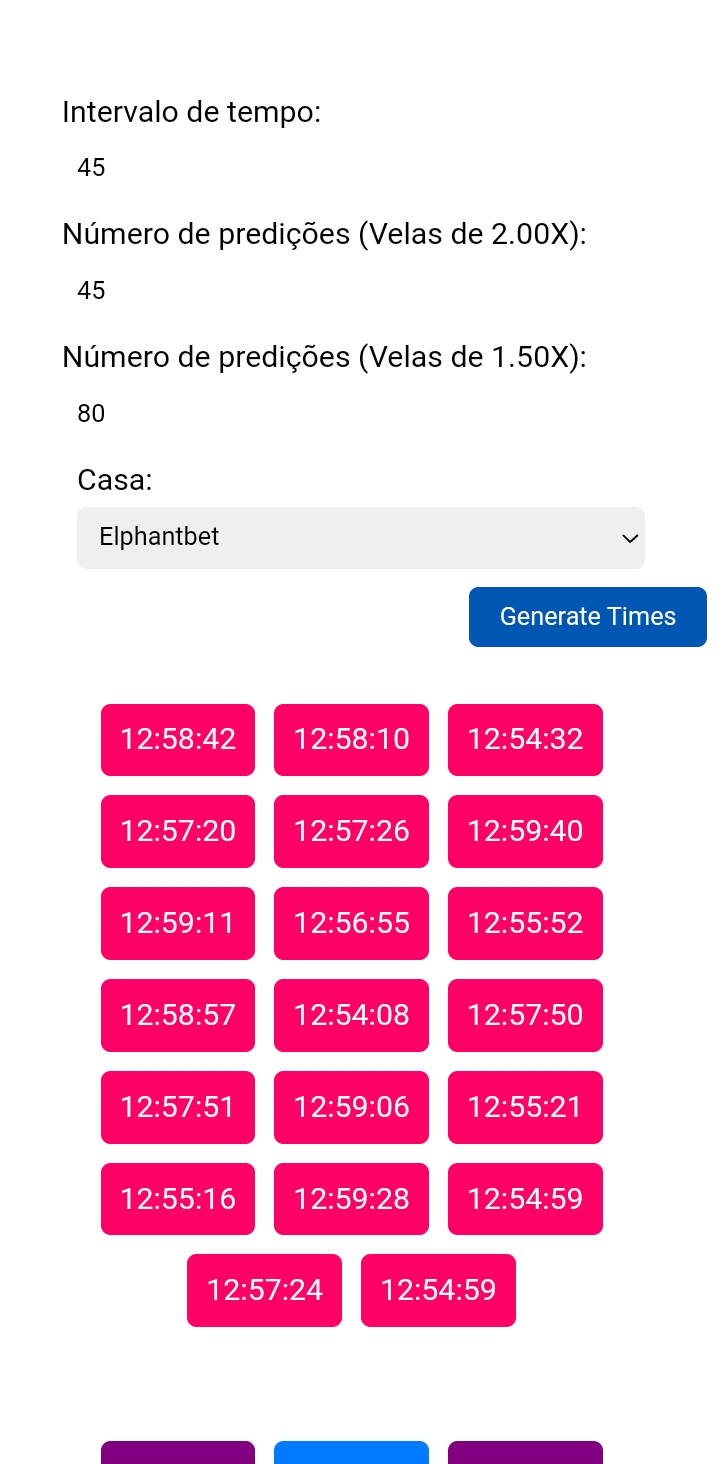 Intervalo de tempo:
45
Número de predições (Velas de 2.00X):
45
Número de predições (Velas de 1.50X):
80
Casa:
Elphantbet
Generate Times
12:58:42 12:58:10 12:54:32
12:57:20 12:57:26 12:59:40
12:59:11 12:56:55 12:55:52
12:58:57 12:54:08 12:57:50
12:57:51 12:59:06 12:55:21
12:55:16 12:59:28 12:54:59
12:57:24 12:54:59